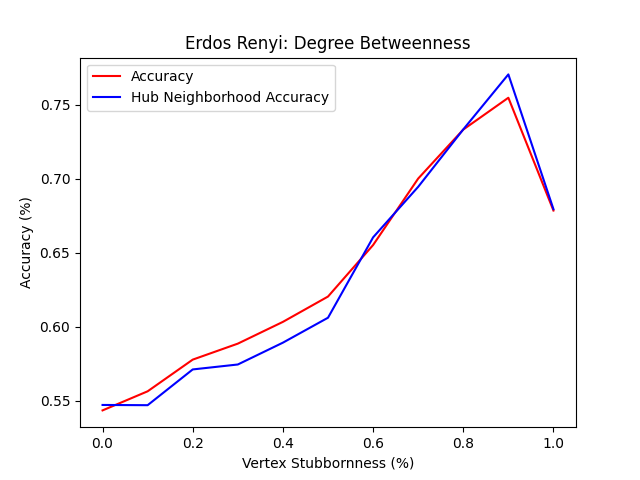 Erdos Renyi: Degree Betweenness
Accuracy
Hub Neighborhood Accuracy
Accuracy (%)
0.75
0.70
0.65
0.60
0.55
0.0 0.2 0.4 0.6 0.8 1.0
Vertex Stubbornness (%)